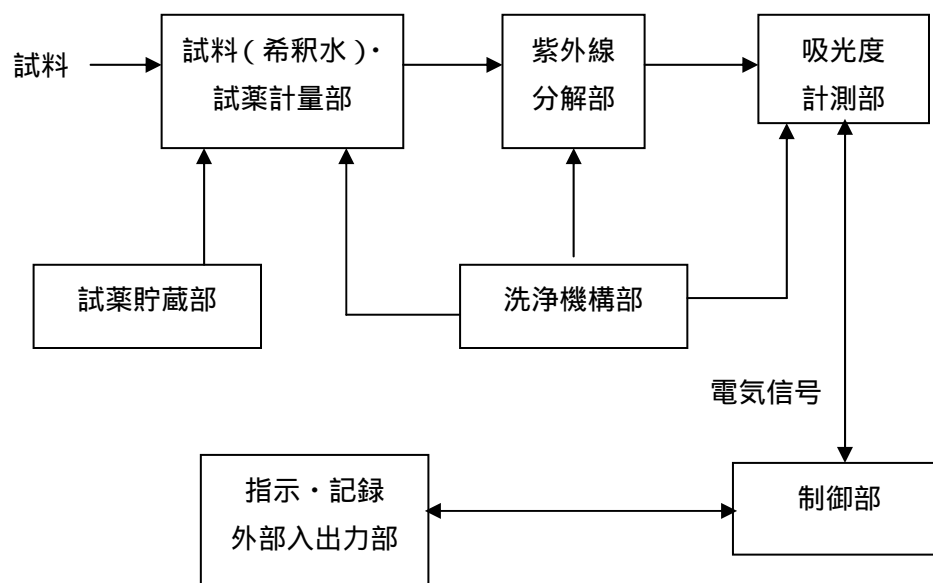 試料
試料(希釈水)・
試薬計量部
紫外線
分解部
吸光度
計測部
試薬貯蔵部
洗浄機構部
電気信号
指示・記録
外部入出力部
制御部